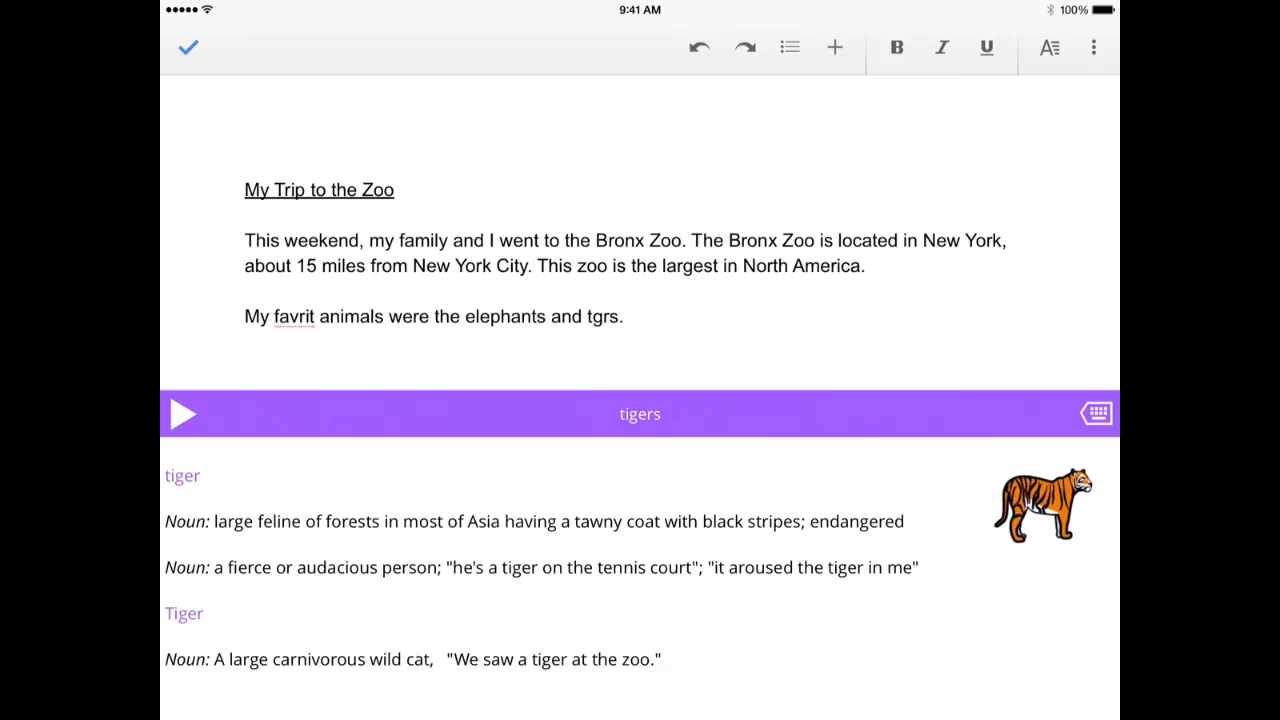 9:41 AM
100%
B I U A
My Trip to the Zoo
This weekend, my family and I went to the Bronx Zoo. The Bronx Zoo is located in New York,
about 15 miles from New York City. This zoo is the largest in North America.
My favrit animals were the elephants and tgrs.
tigers
tiger
Noun: large feline of forests in most of Asia having a tawny coat with black stripes; endangered
Noun: a fierce or audacious person; "he's a tiger on the tennis court"; "it aroused the tiger in me"
Tiger
Noun: A large carnivorous wild cat, "We saw a tiger at the zoo."